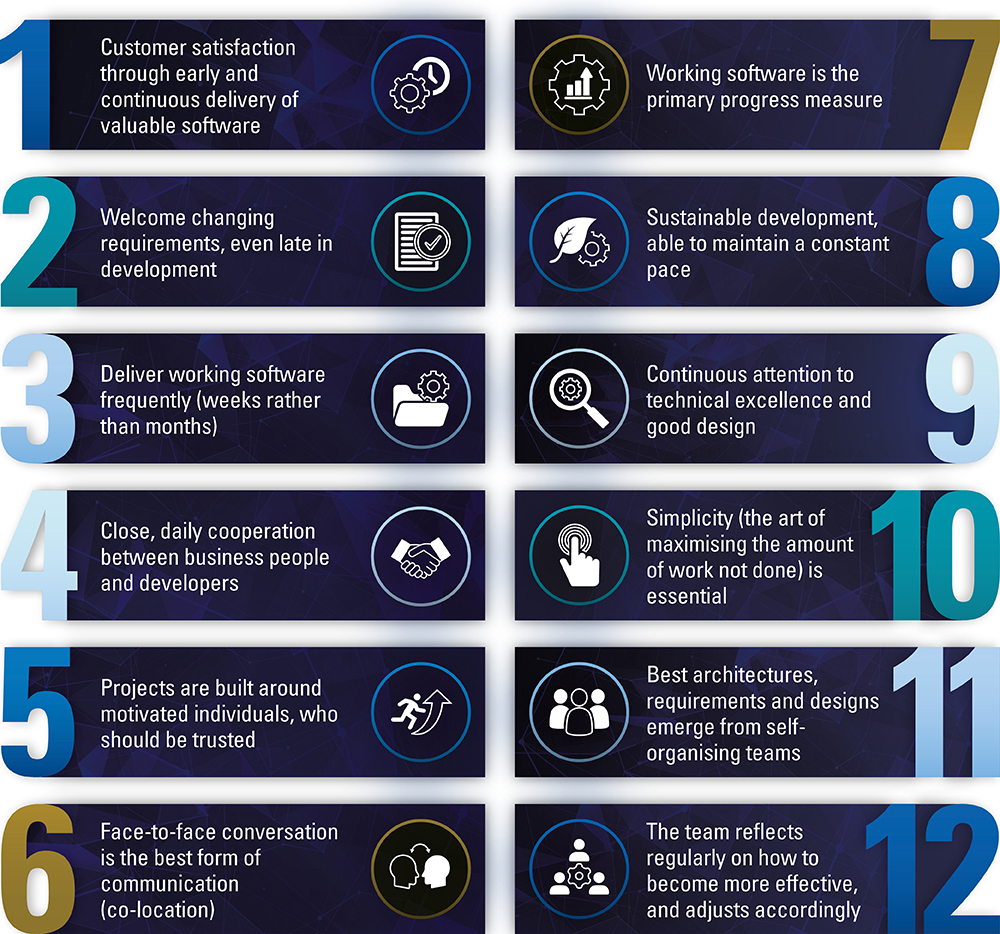 1
Customer satisfaction
through early and
continuous delivery of
valuable software
2
Welcome changing
requirements, even late in
development
3
Deliver working software
frequently (weeks rather
than months)
4
Close, daily cooperation
between business people
and developers
5
Projects are built around
motivated individuals, who
should be trusted
6
Face-to-face conversation
is the best form of
communication
(co-location)
7
Working software is the
primary progress measure
8
Sustainable development,
able to maintain a constant
pace
9
Continuous attention to
technical excellence and
good design
10
Simplicity (the art of
maximising the amount
of work not done) is
essential
11
Best architectures,
requirements and designs
emerge from self-
organising teams
12
The team reflects
regularly on how to
become more effective,
and adjusts accordingly